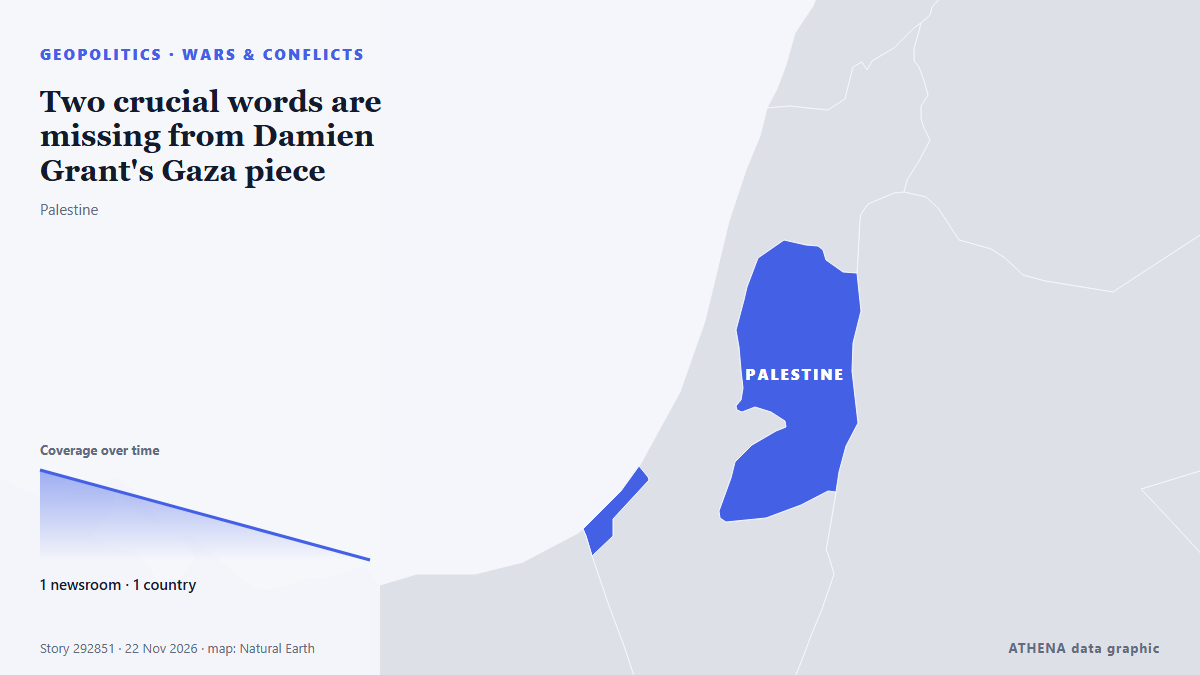 GEOPOLITICS · WARS & CONFLICTS
Two crucial words are
missing from Damien
Grant's Gaza piece
Palestine
PALESTINE
Coverage over time
1 newsroom · 1 country
Story 292851 · 22 Nov 2026 · map: Natural Earth
ATHENA data graphic